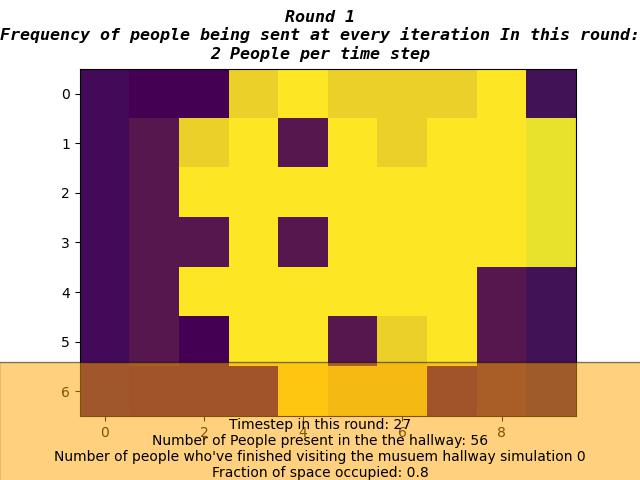 Round 1
Frequency of people being sent at every iteration In this round:
2 People per time step
0
1
2
3
4
5
6
0 2 4 6 8
Timestep in this round: 27
Number of People present in the the hallway: 56
Number of people who've finished visiting the musuem hallway simulation 0
Fraction of space occupied: 0.8